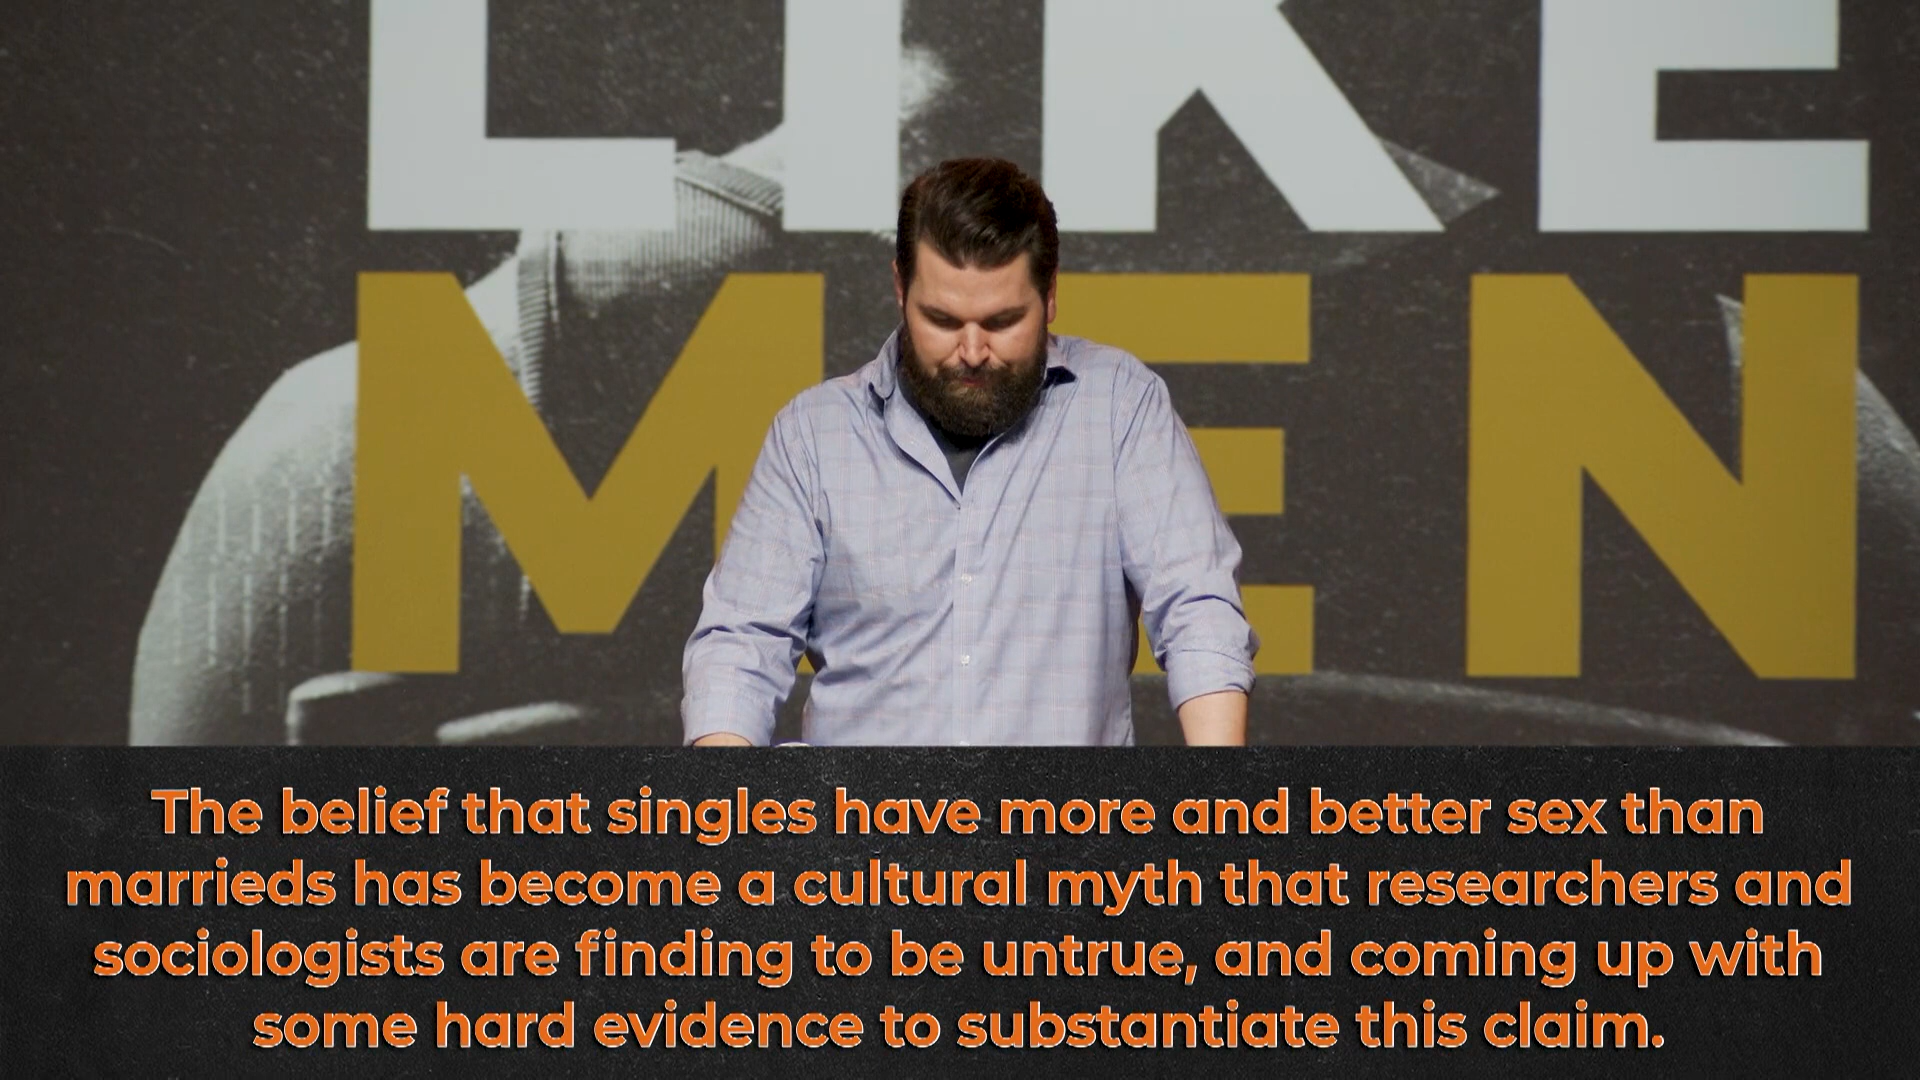 LIKE
MEN
The belief that singles have more and better sex than
marrieds has become a cultural myth that researchers and
sociologists are finding to be untrue, and coming up with
some hard evidence to substantiate this claim.